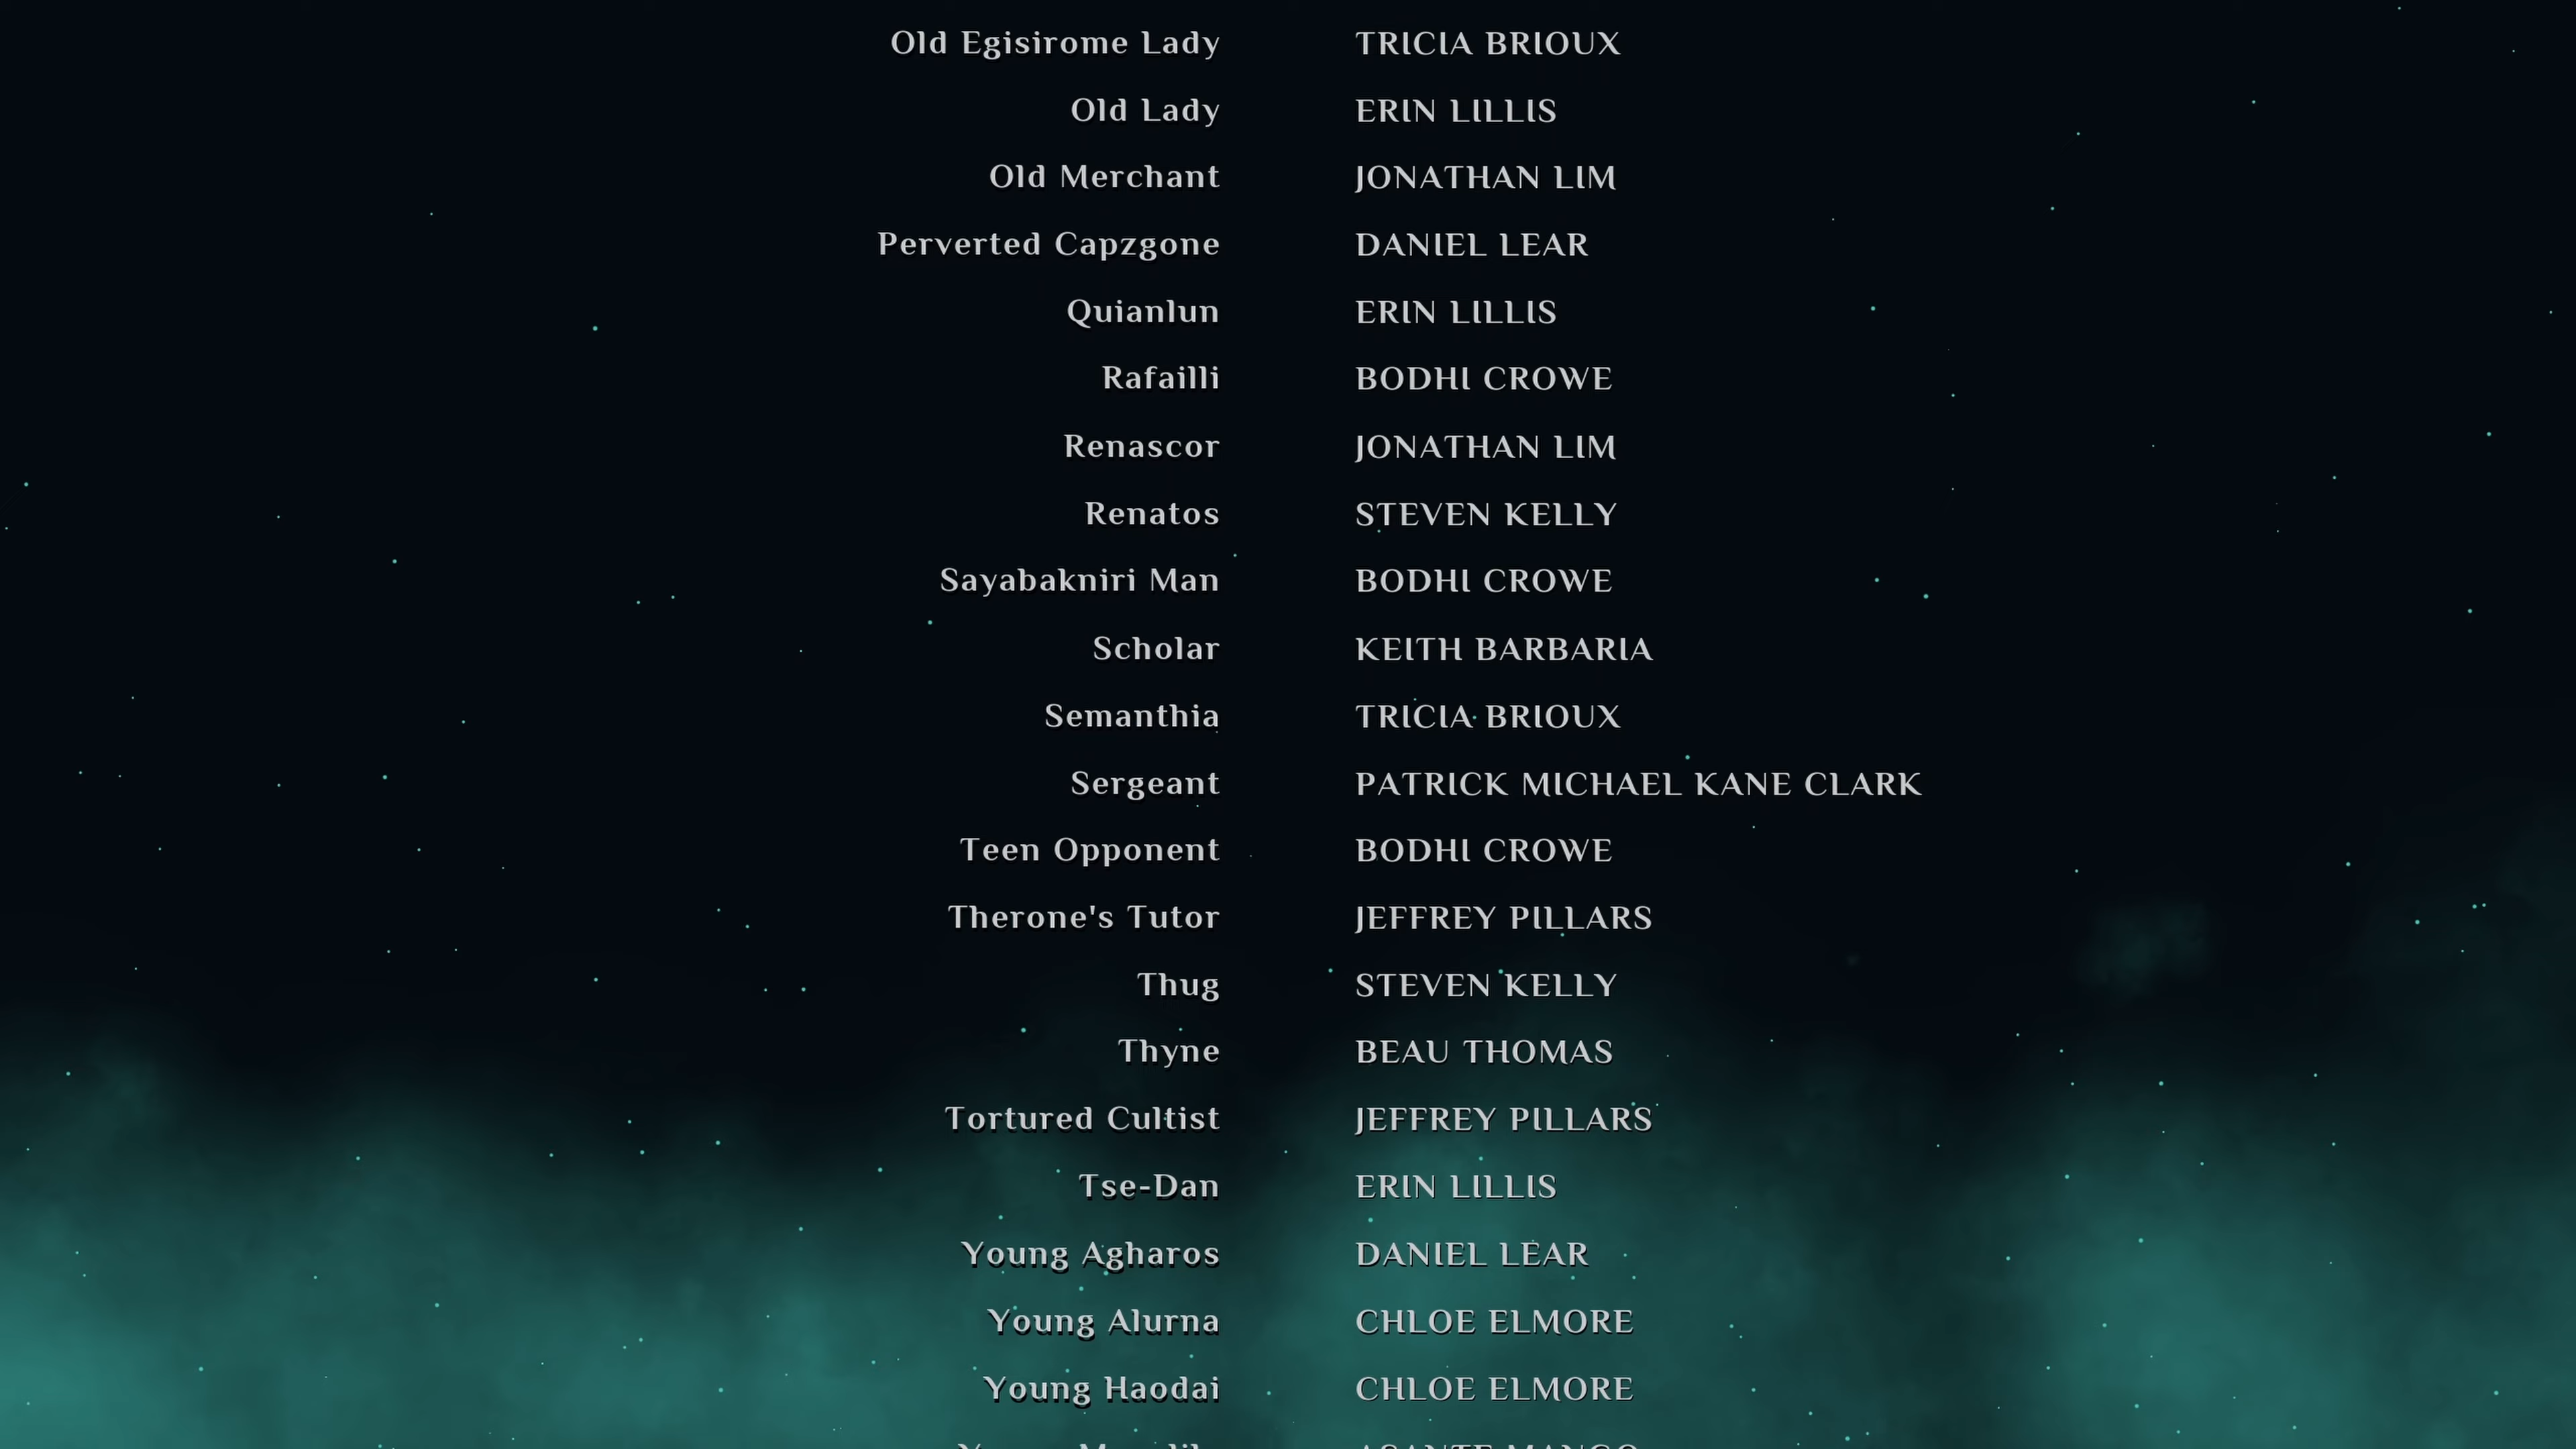 Old Egisirome Lady TRICIA BRIOUX
Old Lady ERIN LILLIS
Old Merchant JONATHAN LIM
Perverted Capzgone DANIEL LEAR
Quianlun ERIN LILLIS
Rafailli BODHI CROWE
Renascor JONATHAN LIM
Renatos STEVEN KELLY
Sayabakniri Man BODHI CROWE
Scholar KEITH BARBARIA
Semanthia TRICIA BRIOUX
Sergeant PATRICK MICHAEL KANE CLARK
Teen Opponent BODHI CROWE
Therone's Tutor JEFFREY PILLARS
Thug STEVEN KELLY
Thyne BEAU THOMAS
Tortured Cultist JEFFREY PILLARS
Tse-Dan ERIN LILLIS
Young Agharos DANIEL LEAR
Young Alurna CHLOE ELMORE
Young Haodai CHLOE ELMORE